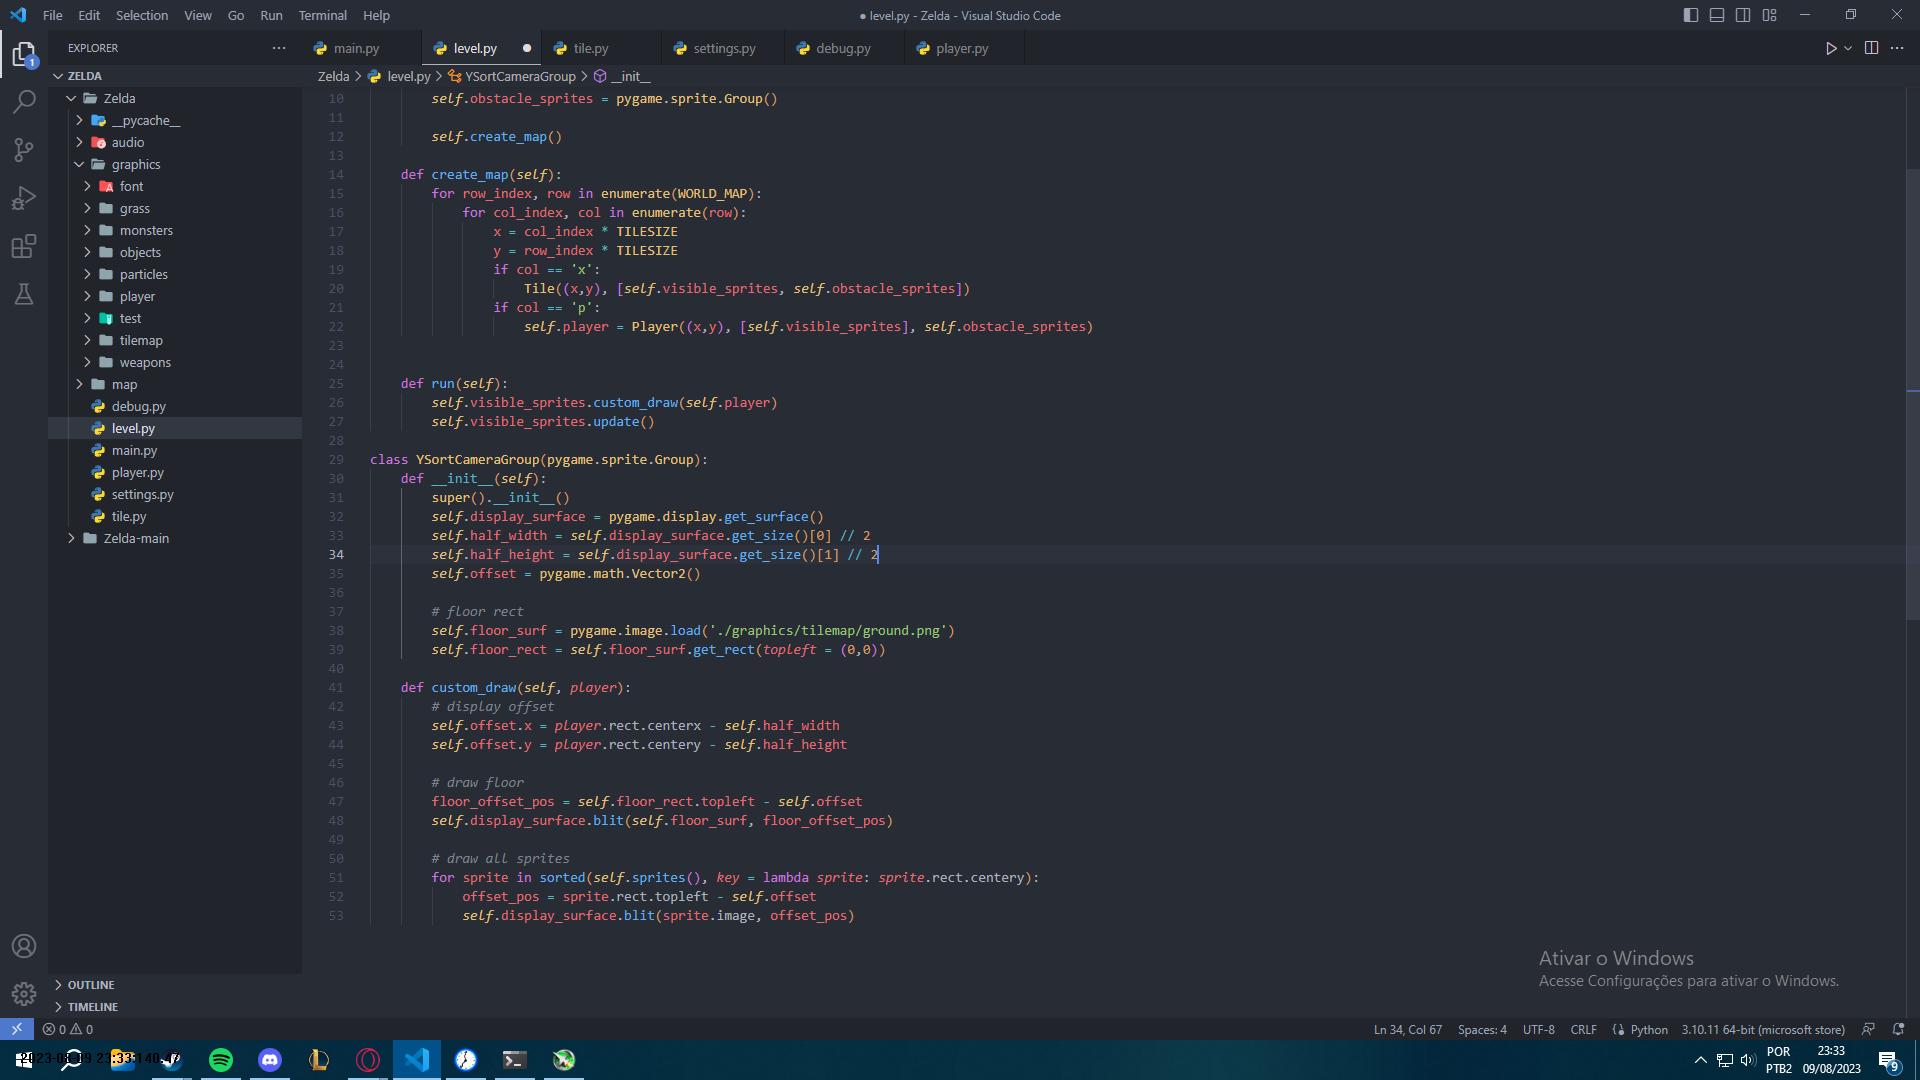 File Edit Selection View Go Run Terminal Help
● level.py - Zelda - Visual Studio Code
EXPLORER
main.py
level.py
tile.py
settings.py
debug.py
player.py
ZELDA
Zelda > level.py > YSortCameraGroup > __init__
Zelda
__pycache__
audio
graphics
font
grass
monsters
objects
particles
player
test
tilemap
weapons
map
debug.py
level.py
main.py
player.py
settings.py
tile.py
Zelda-main
OUTLINE
TIMELINE
10 self.obstacle_sprites = pygame.sprite.Group()
11
12 self.create_map()
13
14 def create_map(self):
15 for row_index, row in enumerate(WORLD_MAP):
16 for col_index, col in enumerate(row):
17 x = col_index * TILESIZE
18 y = row_index * TILESIZE
19 if col == 'x':
20 Tile((x,y), [self.visible_sprites, self.obstacle_sprites])
21 if col == 'p':
22 self.player = Player((x,y), [self.visible_sprites], self.obstacle_sprites)
23
24
25 def run(self):
26 self.visible_sprites.custom_draw(self.player)
27 self.visible_sprites.update()
28
29 class YSortCameraGroup(pygame.sprite.Group):
30 def __init__(self):
31 super().__init__()
32 self.display_surface = pygame.display.get_surface()
33 self.half_width = self.display_surface.get_size()[0] // 2
34 self.half_height = self.display_surface.get_size()[1] // 2
35 self.offset = pygame.math.Vector2()
36
37 # floor rect
38 self.floor_surf = pygame.image.load('./graphics/tilemap/ground.png')
39 self.floor_rect = self.floor_surf.get_rect(topleft = (0,0))
40
41 def custom_draw(self, player):
42 # display offset
43 self.offset.x = player.rect.centerx - self.half_width
44 self.offset.y = player.rect.centery - self.half_height
45
46 # draw floor
47 floor_offset_pos = self.floor_rect.topleft - self.offset
48 self.display_surface.blit(self.floor_surf, floor_offset_pos)
49
50 # draw all sprites
51 for sprite in sorted(self.sprites(), key = lambda sprite: sprite.rect.centery):
52 offset_pos = sprite.rect.topleft - self.offset
53 self.display_surface.blit(sprite.image, offset_pos)
Ativar o Windows
Acesse Configurações para ativar o Windows.
0 0
Ln 34, Col 67 Spaces: 4 UTF-8 CRLF Python 3.10.11 64-bit (microsoft store)
POR
PTB2
23:33
09/08/2023
9
1